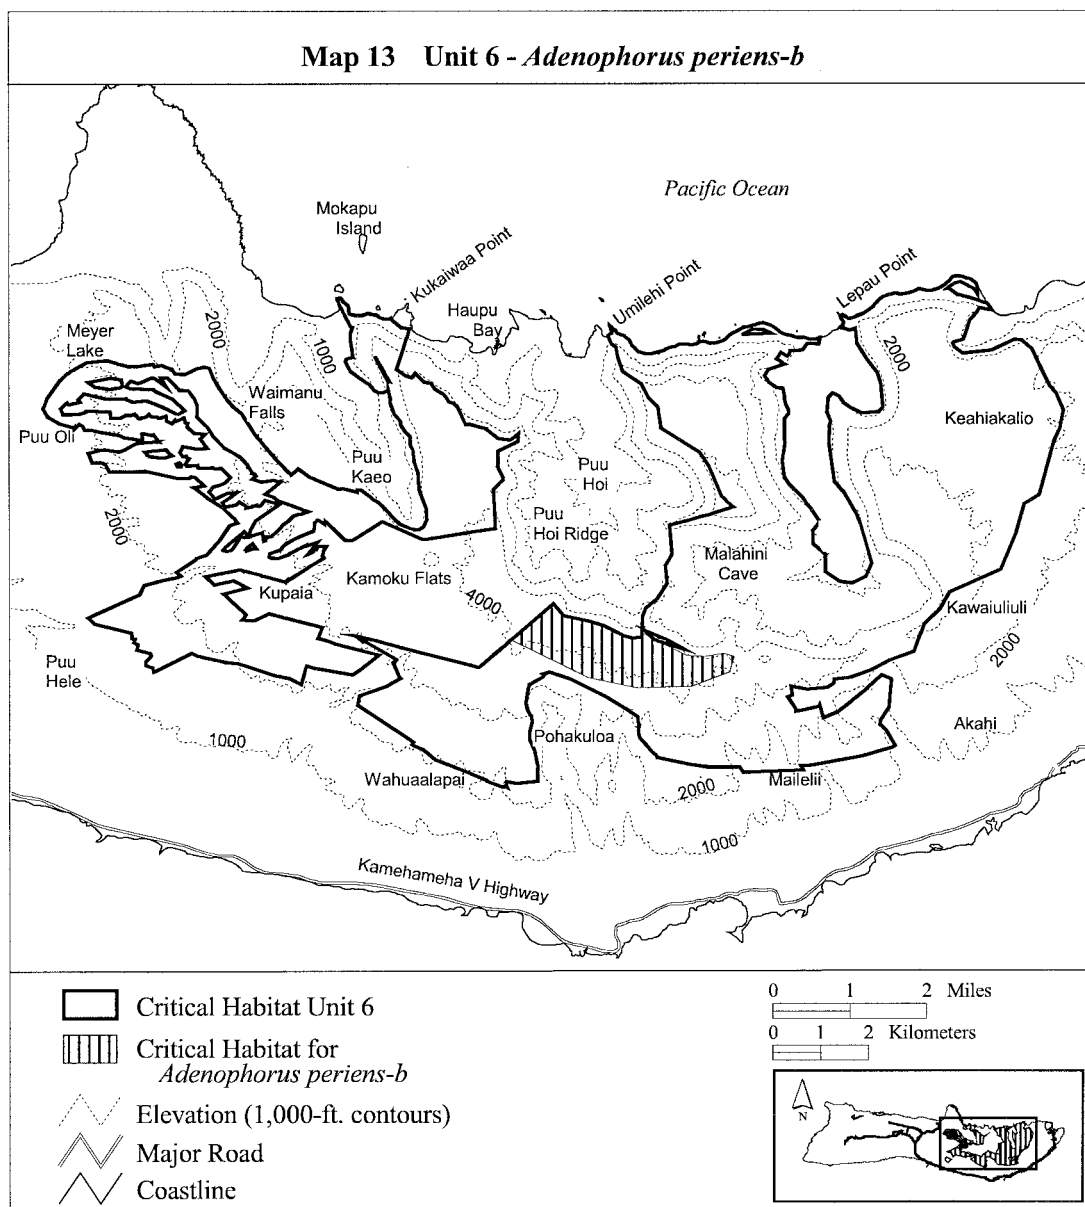 Map 13 Unit 6 - Adenophorus periens-b
Pacific Ocean
Mokapu
Island
Kukaiwaa Point
Haupu
Bay
Umilehi Point
Lepau Point
Meyer
Lake
2000
1000
2000
Waimanu
Falls
Keahiakalio
Puu Oli
Puu
Kaeo
Puu
Hoi
2000
Puu
Hoi Ridge
Malahini
Cave
Kamoku Flats
Kupaia
4000
Kawaiuliuli
2000
Puu
Hele
1000
Pohakuloa
Akahi
Wahuaalapai
2000
Mailelii
1000
Kamehameha V Highway
Critical Habitat Unit 6
Critical Habitat for
Adenophorus periens-b
Elevation (1,000-ft. contours)
Major Road
Coastline
0 1 2 Miles
0 1 2 Kilometers
N